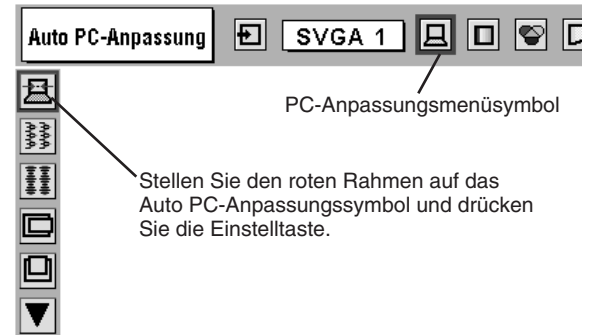 Auto PC-Anpassung
SVGA 1
PC-Anpassungsmenüsymbol
Stellen Sie den roten Rahmen auf das
Auto PC-Anpassungssymbol und drücken
Sie die Einstelltaste.